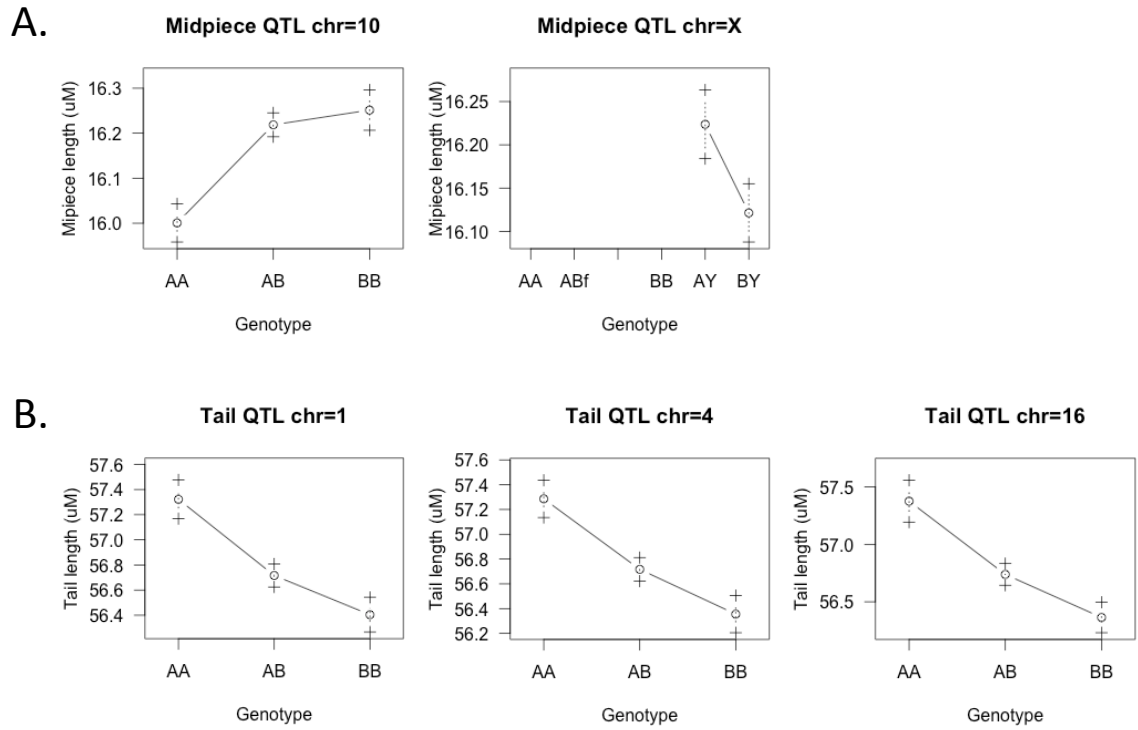 A.
Midpiece QTL chr=10
Midpiece QTL chr=X
Mipiece length (uM)
16.3
16.2
16.1
16.0
AA AB BB
Genotype
Mipiece length (uM)
16.25
16.20
16.15
16.10
AA ABf BB AY BY
Genotype
B.
Tail QTL chr=1
Tail QTL chr=4
Tail QTL chr=16
Tail length (uM)
57.6
57.4
57.2
57.0
56.8
56.6
56.4
AA AB BB
Genotype
Tail length (uM)
57.6
57.4
57.2
57.0
56.8
56.6
56.4
56.2
AA AB BB
Genotype
Tail length (uM)
57.5
57.0
56.5
AA AB BB
Genotype